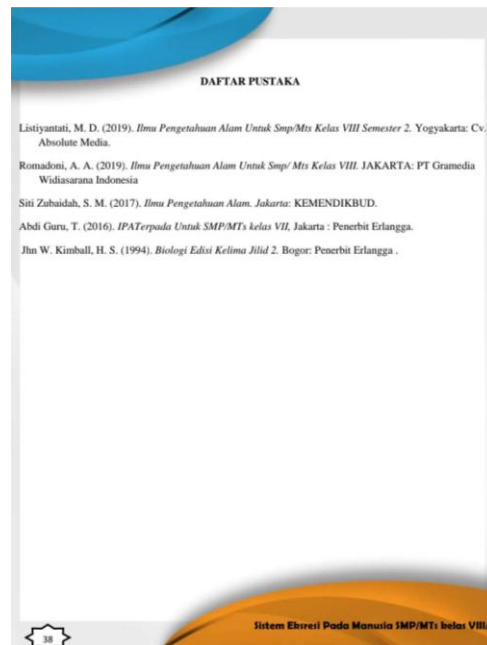 DAFTAR PUSTAKA
Listiyantati, M. D. (2019). Ilmu Pengetahuan Alam Untuk Smp/Mts Kelas VIII Semester 2. Yogyakarta: Cv.
Absolute Media.
Romadoni, A. A. (2019). Ilmu Pengetahuan Alam Untuk Smp/ Mts Kelas VIII. JAKARTA: PT Gramedia
Widiasarana Indonesia
Siti Zubaidah, S. M. (2017). Ilmu Pengetahuan Alam. Jakarta: KEMENDIKBUD.
Abdi Guru, T. (2016). IPATerpada Untuk SMP/MTs kelas VII, Jakarta : Penerbit Erlangga.
Jhn W. Kimball, H. S. (1994). Biologi Edisi Kelima Jilid 2. Bogor: Penerbit Erlangga .
Sistem Eksresi Pada Manusia SMP/MTs kelas VIII
38